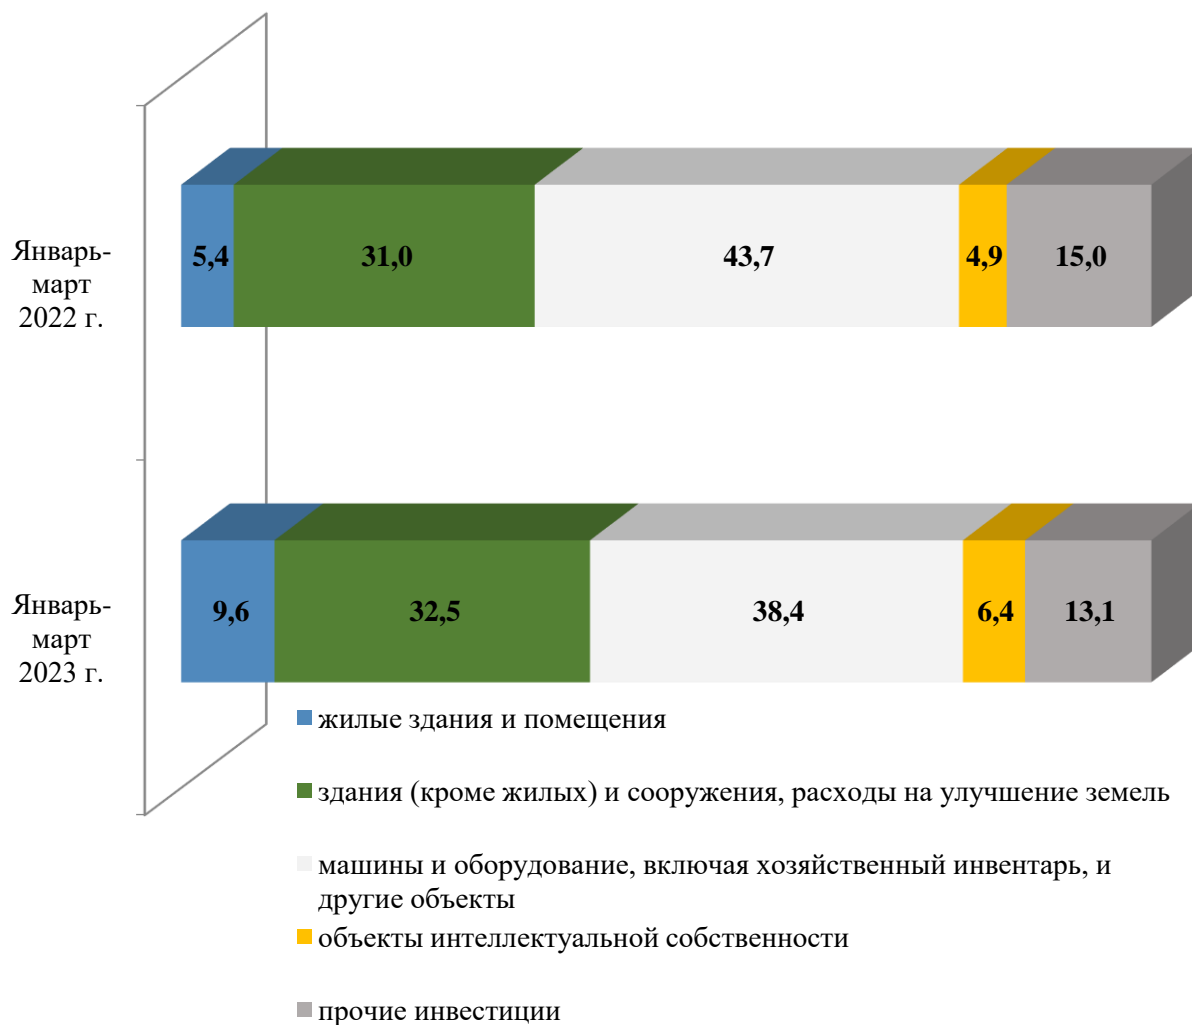 Январь-
март
2022 г.
5,4
31,0
43,7
4,9
15,0
Январь-
март
2023 г.
9,6
32,5
38,4
6,4
13,1
жилые здания и помещения
здания (кроме жилых) и сооружения, расходы на улучшение земель
машины и оборудование, включая хозяйственный инвентарь, и
другие объекты
объекты интеллектуальной собственности
прочие инвестиции